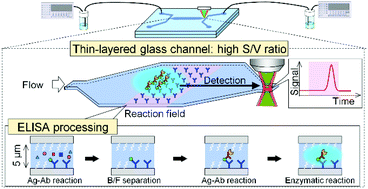 Thin-layered glass channel: high S/V ratio
Flow
Detection
Reaction field
Signal
Time
ELISA processing
5 μm
Ag-Ab reaction
B/F separation
Ag-Ab reaction
Enzymatic reaction